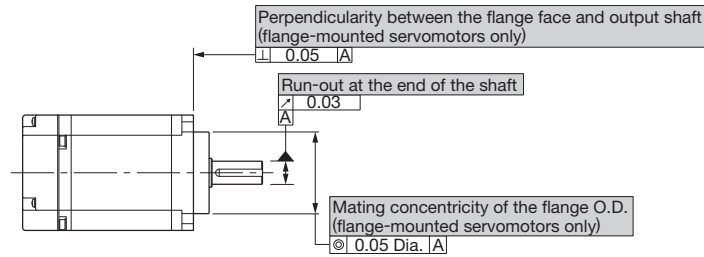 Perpendicularity between the flange face and output shaft
(flange-mounted servomotors only)
⊥ 0.05 A
Run-out at the end of the shaft
↗ 0.03
A
Mating concentricity of the flange O.D.
(flange-mounted servomotors only)
◎ 0.05 Dia. A